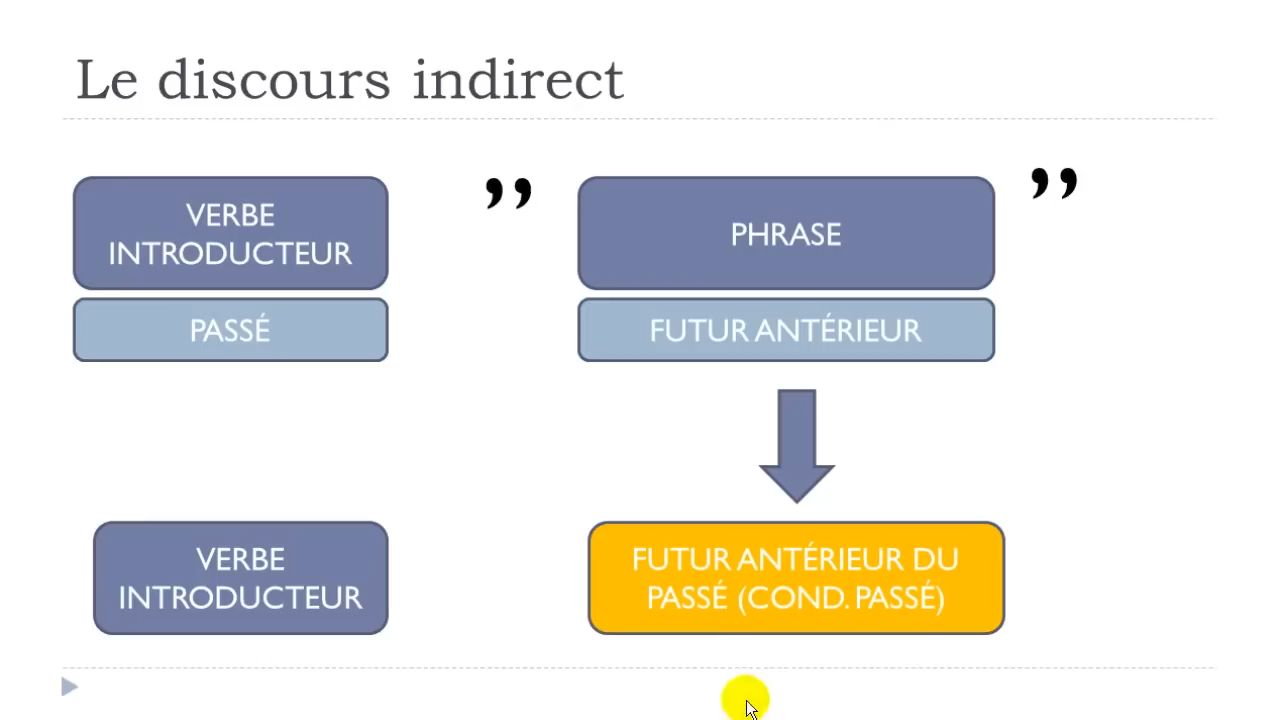 Le discours indirect
VERBE
INTRODUCTEUR
’’
PHRASE
’’
PASSÉ
FUTUR ANTÉRIEUR
VERBE
INTRODUCTEUR
FUTUR ANTÉRIEUR DU
PASSÉ (COND. PASSÉ)